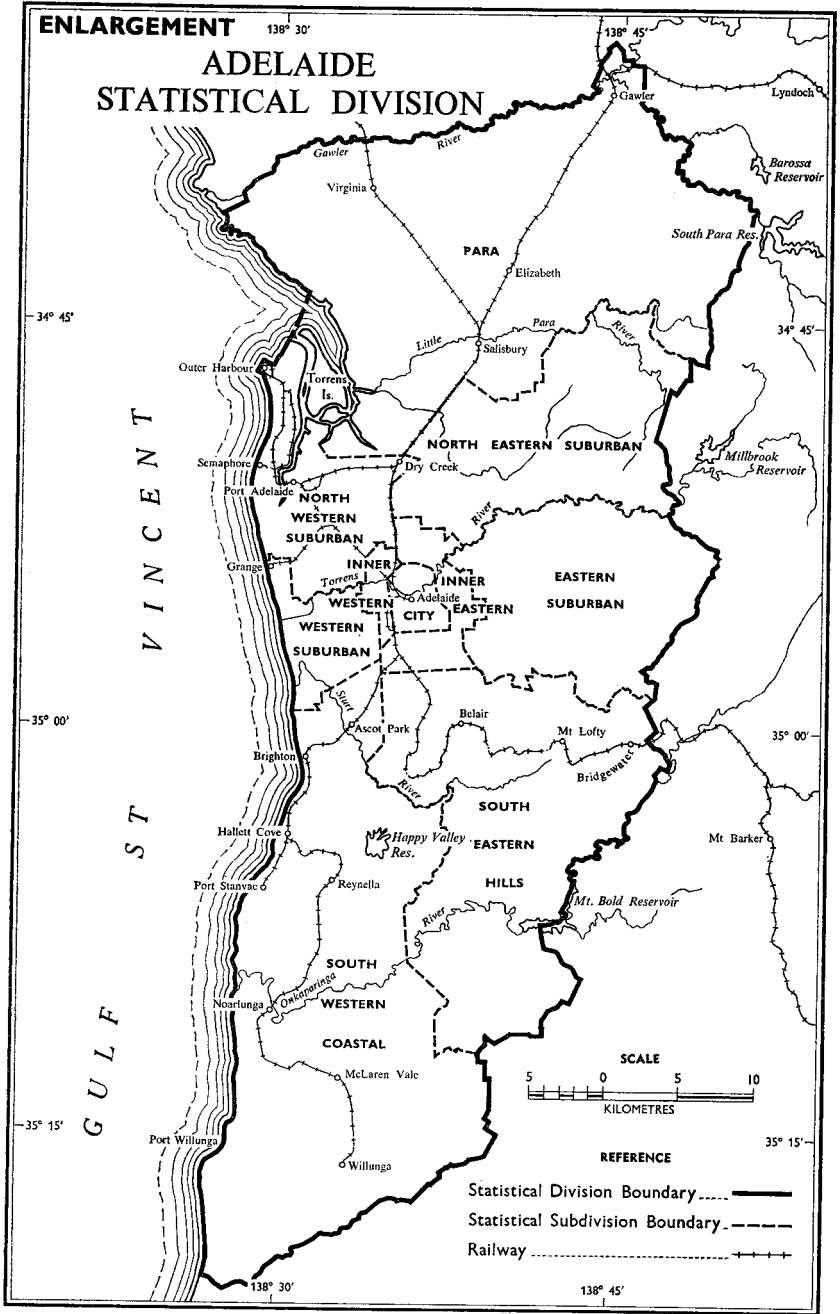 ENLARGEMENT
138° 30'
138° 45'
ADELAIDE
STATISTICAL DIVISION
Gawler
Lyndoch
Gawler River
Barossa
Reservoir
Virginia
South Para Res.
PARA
Elizabeth
34° 45'
34° 45'
Little Para River
Salisbury
Outer Harbour
Torrens
Is.
NORTH EASTERN SUBURBAN
Millbrook
Reservoir
Semaphore
Dry Creek
Port Adelaide
NORTH
WESTERN
SUBURBAN
River
Grange
INNER
WESTERN
Torrens
INNER
EASTERN
Adelaide
CITY
EASTERN
SUBURBAN
WESTERN
SUBURBAN
GULF ST VINCENT
35° 00'
35° 00'
Sturt River
Ascot Park
Belair
Mt Lofty
Bridgewater
Brighton
SOUTH
EASTERN
HILLS
Hallett Cove
Happy Valley
Res.
Mt Barker
Port Stanvac
Reynella
Mt. Bold Reservoir
River
SOUTH
WESTERN
COASTAL
Noarlunga
Onkaparinga
McLaren Vale
SCALE
5 0 5 10
KILOMETRES
35° 15'
35° 15'
Port Willunga
Willunga
REFERENCE
Statistical Division Boundary
Statistical Subdivision Boundary
Railway
138° 30'
138° 45'